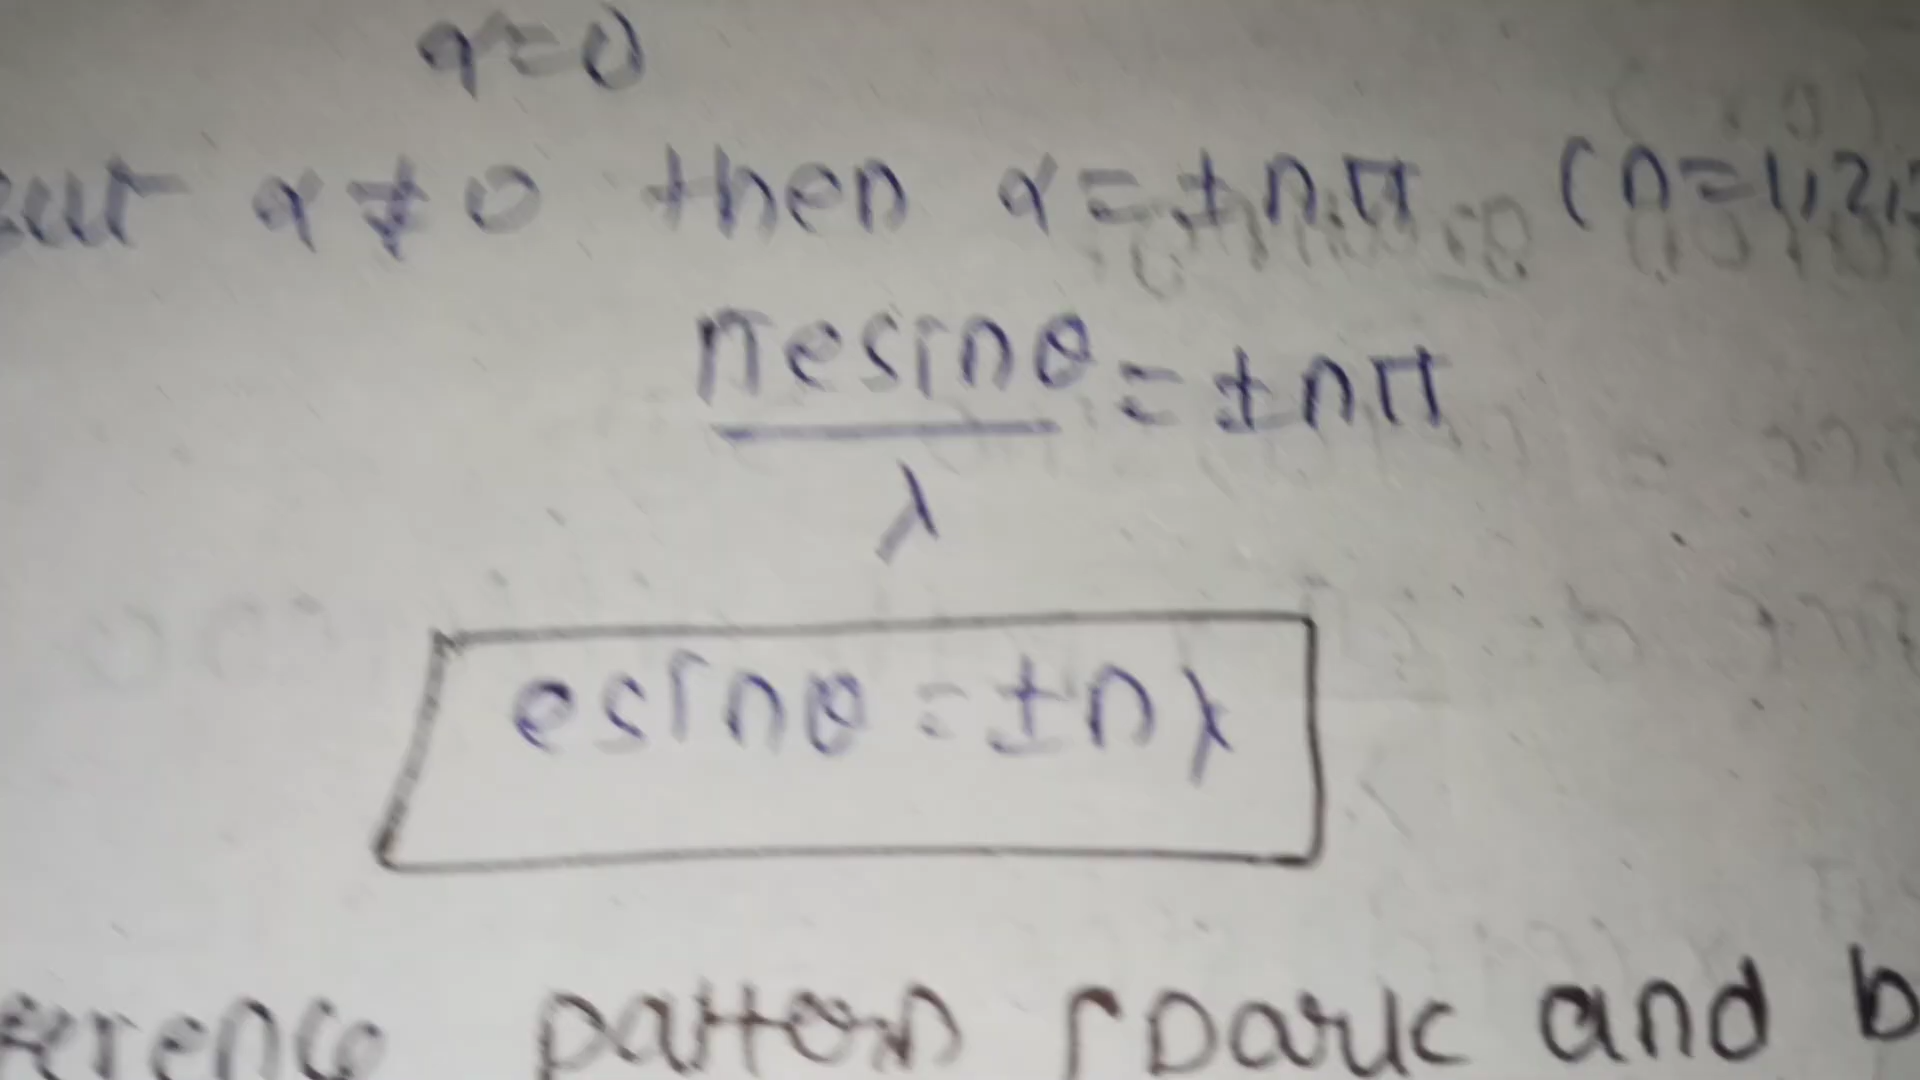 α=0
but α≠0 then α=±nπ (n=1,2,
πesinθ/λ = ±nπ
esinθ=±nλ
pattern [Dark and b